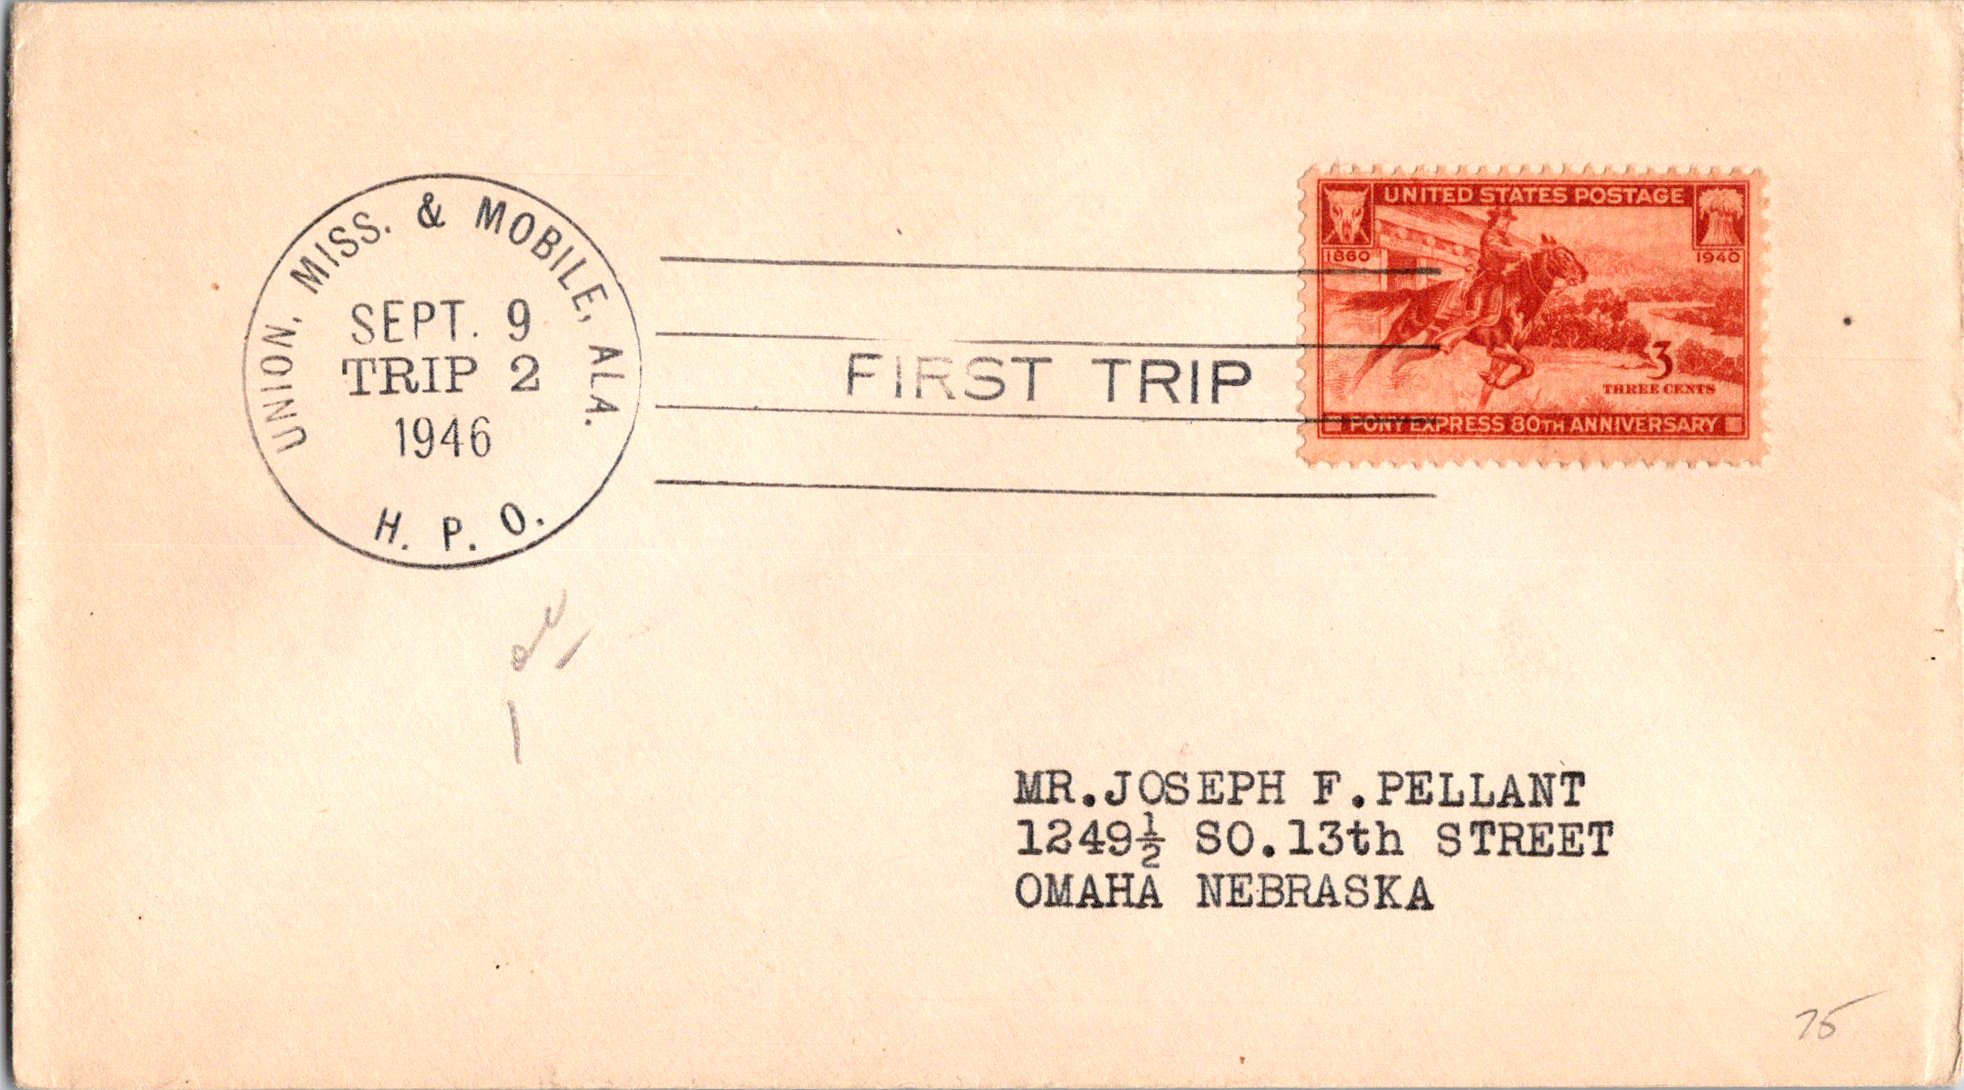 UNION, MISS. & MOBILE, ALA.
SEPT. 9
TRIP 2
1946
H. P. O.
FIRST TRIP
UNITED STATES POSTAGE
1860
1940
3
THREE CENTS
PONY EXPRESS 80TH ANNIVERSARY
MR.JOSEPH F.PELLANT
1249½ SO.13th STREET
OMAHA NEBRASKA
75